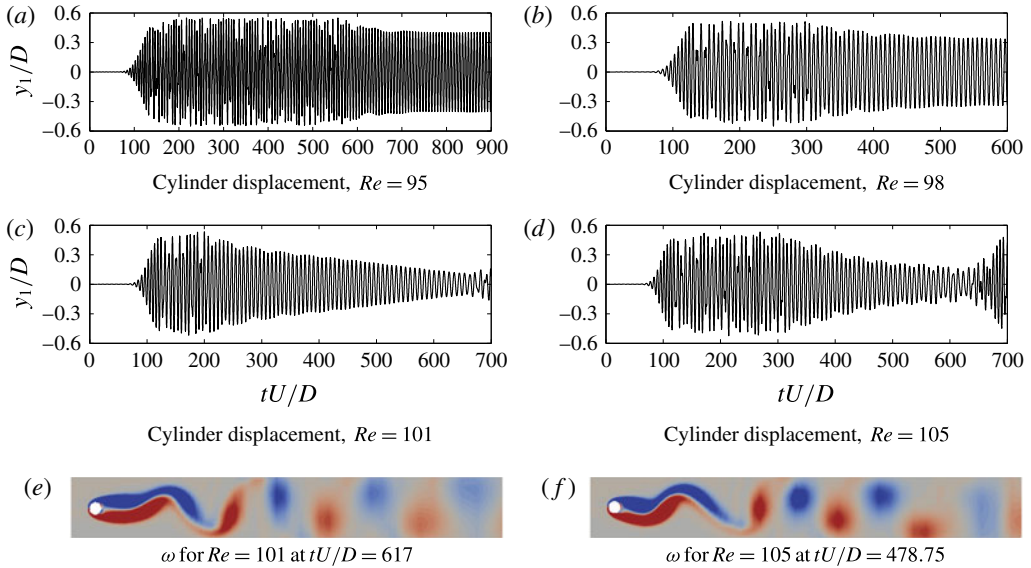 (a) 0.6 0.3 0 −0.3 −0.6
y1/D
0 100 200 300 400 500 600 700 800 900
Cylinder displacement, Re = 95
(b) 0.6 0.3 0 −0.3 −0.6
0 100 200 300 400 500 600
Cylinder displacement, Re = 98
(c) 0.6 0.3 0 −0.3 −0.6
y1/D
0 100 200 300 400 500 600 700
tU/D
Cylinder displacement, Re = 101
(d) 0.6 0.3 0 −0.3 −0.6
0 100 200 300 400 500 600 700
tU/D
Cylinder displacement, Re = 105
(e)
ω for Re = 101 at tU/D = 617
(f)
ω for Re = 105 at tU/D = 478.75